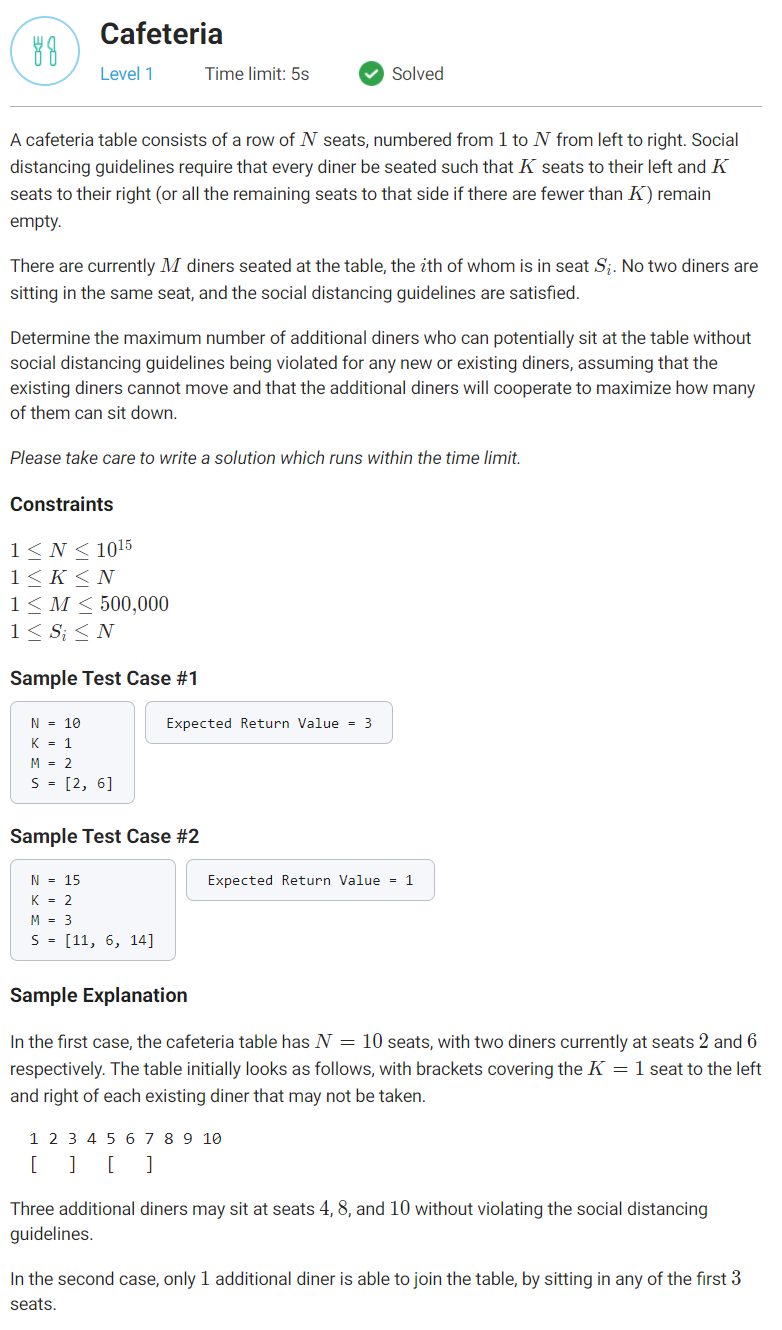 Cafeteria
Level 1 Time limit: 5s Solved
A cafeteria table consists of a row of N seats, numbered from 1 to N from left to right. Social
distancing guidelines require that every diner be seated such that K seats to their left and K
seats to their right (or all the remaining seats to that side if there are fewer than K) remain
empty.
There are currently M diners seated at the table, the ith of whom is in seat Sᵢ. No two diners are
sitting in the same seat, and the social distancing guidelines are satisfied.
Determine the maximum number of additional diners who can potentially sit at the table without
social distancing guidelines being violated for any new or existing diners, assuming that the
existing diners cannot move and that the additional diners will cooperate to maximize how many
of them can sit down.
Please take care to write a solution which runs within the time limit.
Constraints
1 ≤ N ≤ 10¹⁵
1 ≤ K ≤ N
1 ≤ M ≤ 500,000
1 ≤ Sᵢ ≤ N
Sample Test Case #1
N = 10
K = 1
M = 2
S = [2, 6]
Expected Return Value = 3
Sample Test Case #2
N = 15
K = 2
M = 3
S = [11, 6, 14]
Expected Return Value = 1
Sample Explanation
In the first case, the cafeteria table has N = 10 seats, with two diners currently at seats 2 and 6
respectively. The table initially looks as follows, with brackets covering the K = 1 seat to the left
and right of each existing diner that may not be taken.
1 2 3 4 5 6 7 8 9 10
[   ]   [   ]
Three additional diners may sit at seats 4, 8, and 10 without violating the social distancing
guidelines.
In the second case, only 1 additional diner is able to join the table, by sitting in any of the first 3
seats.